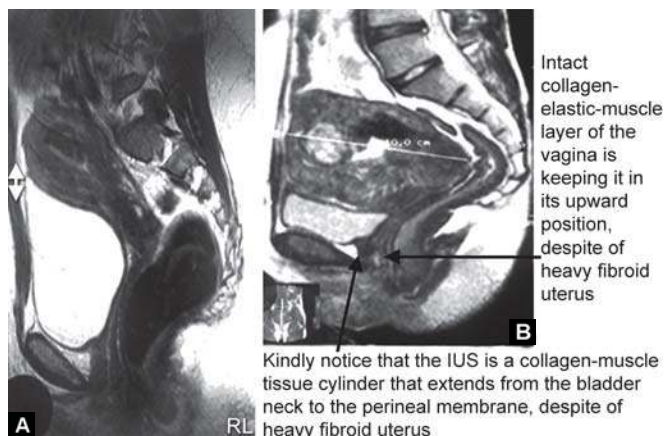 Intact
collagen-
elastic-muscle
layer of the
vagina is
keeping it in
its upward
position,
despite of
heavy fibroid
uterus
Kindly notice that the IUS is a collagen-muscle
tissue cylinder that extends from the bladder
neck to the perineal membrane, despite of
heavy fibroid uterus
A
RL
B